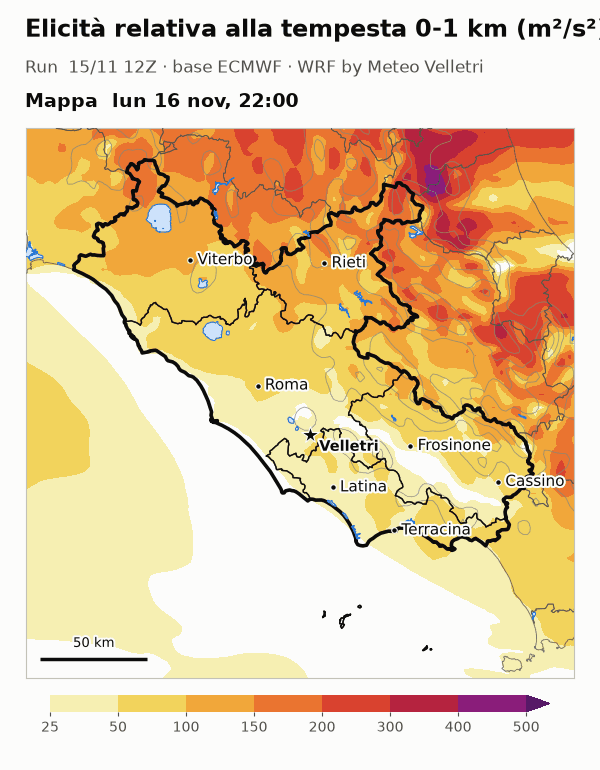 Elicità relativa alla tempesta 0-1 km (m²/s²)
Run 15/11 12Z · base ECMWF · WRF by Meteo Velletri
Mappa lun 16 nov, 22:00
Viterbo
Rieti
Roma
Velletri
Frosinone
Latina
Cassino
Terracina
50 km
25 50 100 150 200 300 400 500